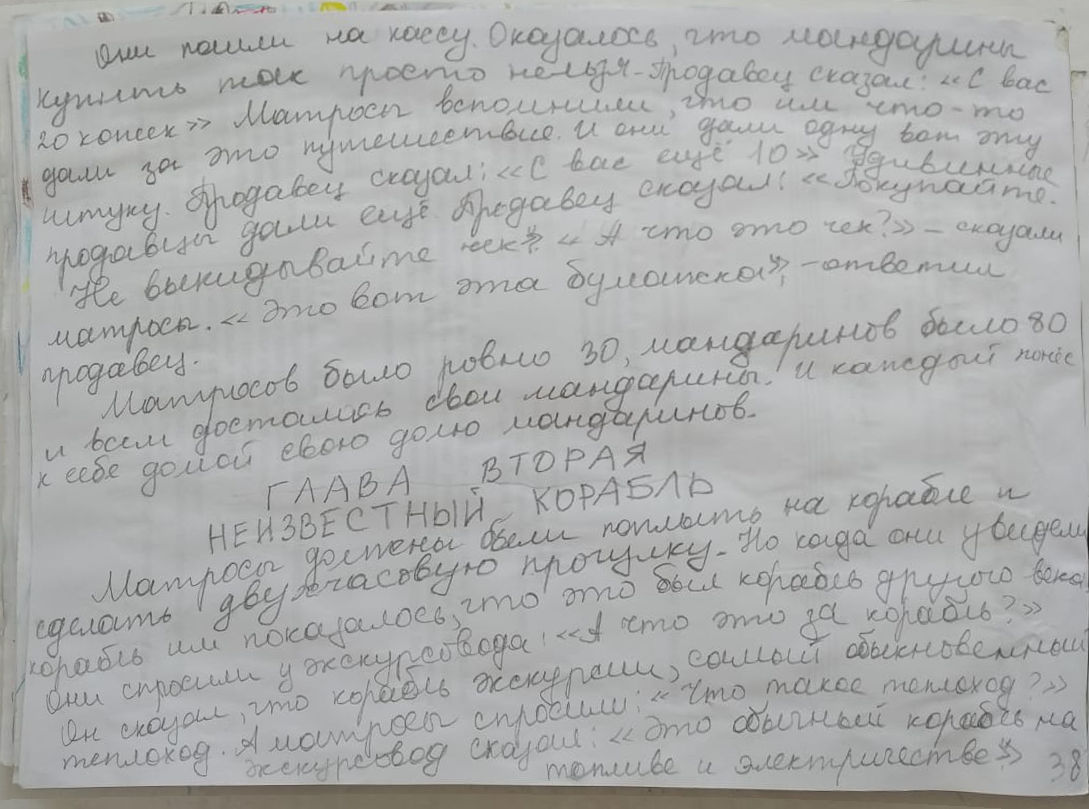 Они пошли на кассу. Оказалось, что мандарины
купить так просто нельзя. Продавец сказал: «С вас
20 копеек» Матросы вспомнили, что им что-то
дали за это путешествие. И они дали одну вот эту
штуку. Продавец сказал: «С вас ещё 10» Удивинные
продавцы дали ещё. Продавец сказал: «Покупайте.
Не выкидывайте чек». «А что это чек?» - сказали
матросы. «Это вот эта бумашка», - ответил
продавец.
Матросов было ровно 30, мандаринов было 80
и всем достались свои мандарины. И каждый понёс
к себе домой свою долю мандаринов.
ГЛАВА ВТОРАЯ
НЕИЗВЕСТНЫЙ КОРАБЛЬ
Матросы должены были поплыть на корабле и
сделать двухчасовую прогулку. Но когда они увидели
корабль им показалось, что это был корабль другого века
Они спросили у экскурсовода: «А что это за корабль?»
Он сказал, что корабль экскурсии, самый обыкновенный
теплоход. А матросы спросили: «Что такое теплоход?»
Экскурсвод сказал: «Это обычный корабль на
топливе и электричестве». 38